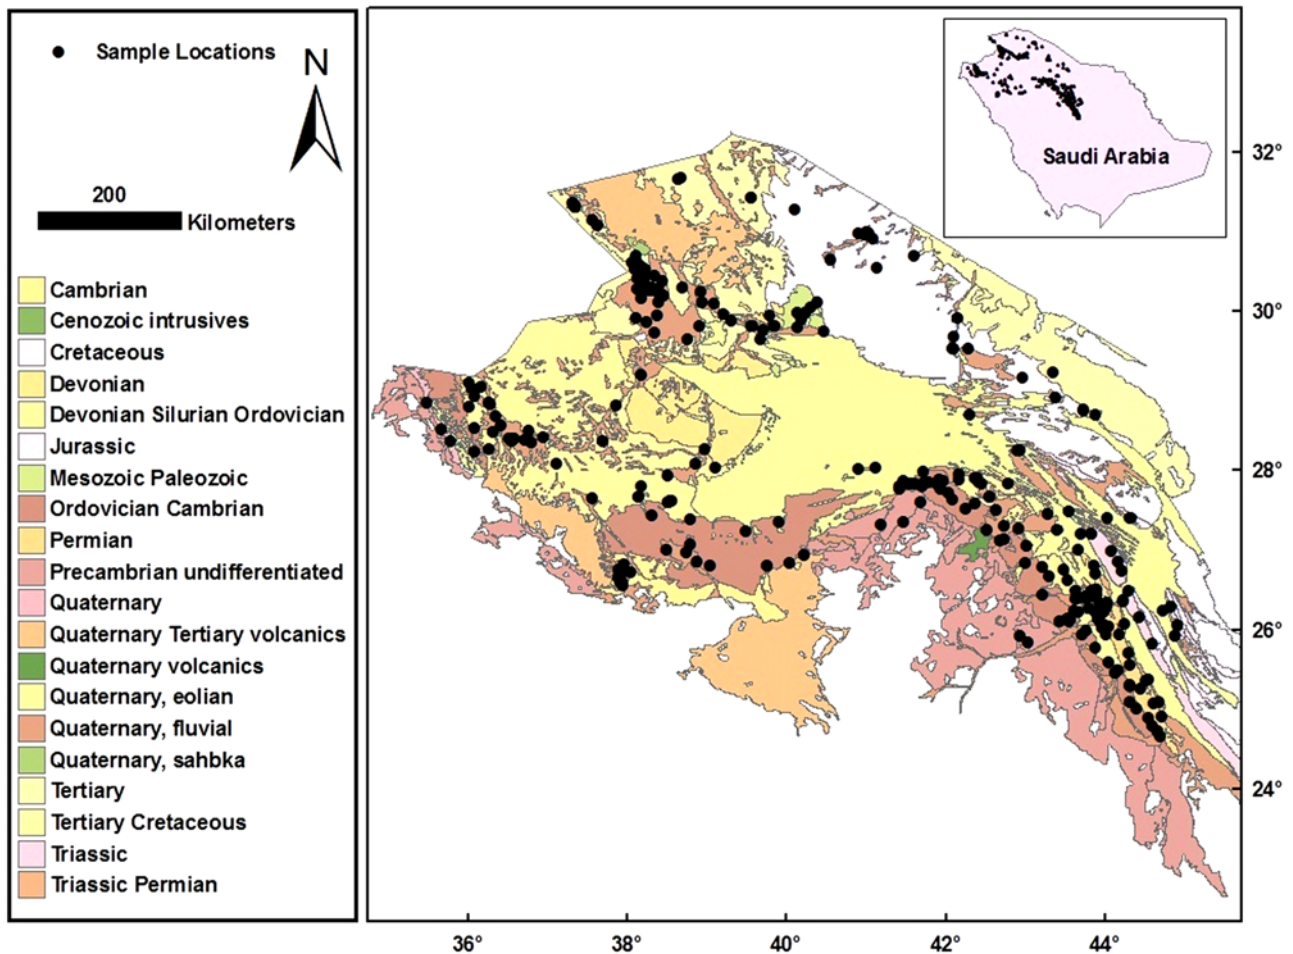 Sample Locations
N
200
Kilometers
Cambrian
Cenozoic intrusives
Cretaceous
Devonian
Devonian Silurian Ordovician
Jurassic
Mesozoic Paleozoic
Ordovician Cambrian
Permian
Precambrian undifferentiated
Quaternary
Quaternary Tertiary volcanics
Quaternary volcanics
Quaternary, eolian
Quaternary, fluvial
Quaternary, sahbka
Tertiary
Tertiary Cretaceous
Triassic
Triassic Permian
Saudi Arabia
32°
30°
28°
26°
24°
36°
38°
40°
42°
44°